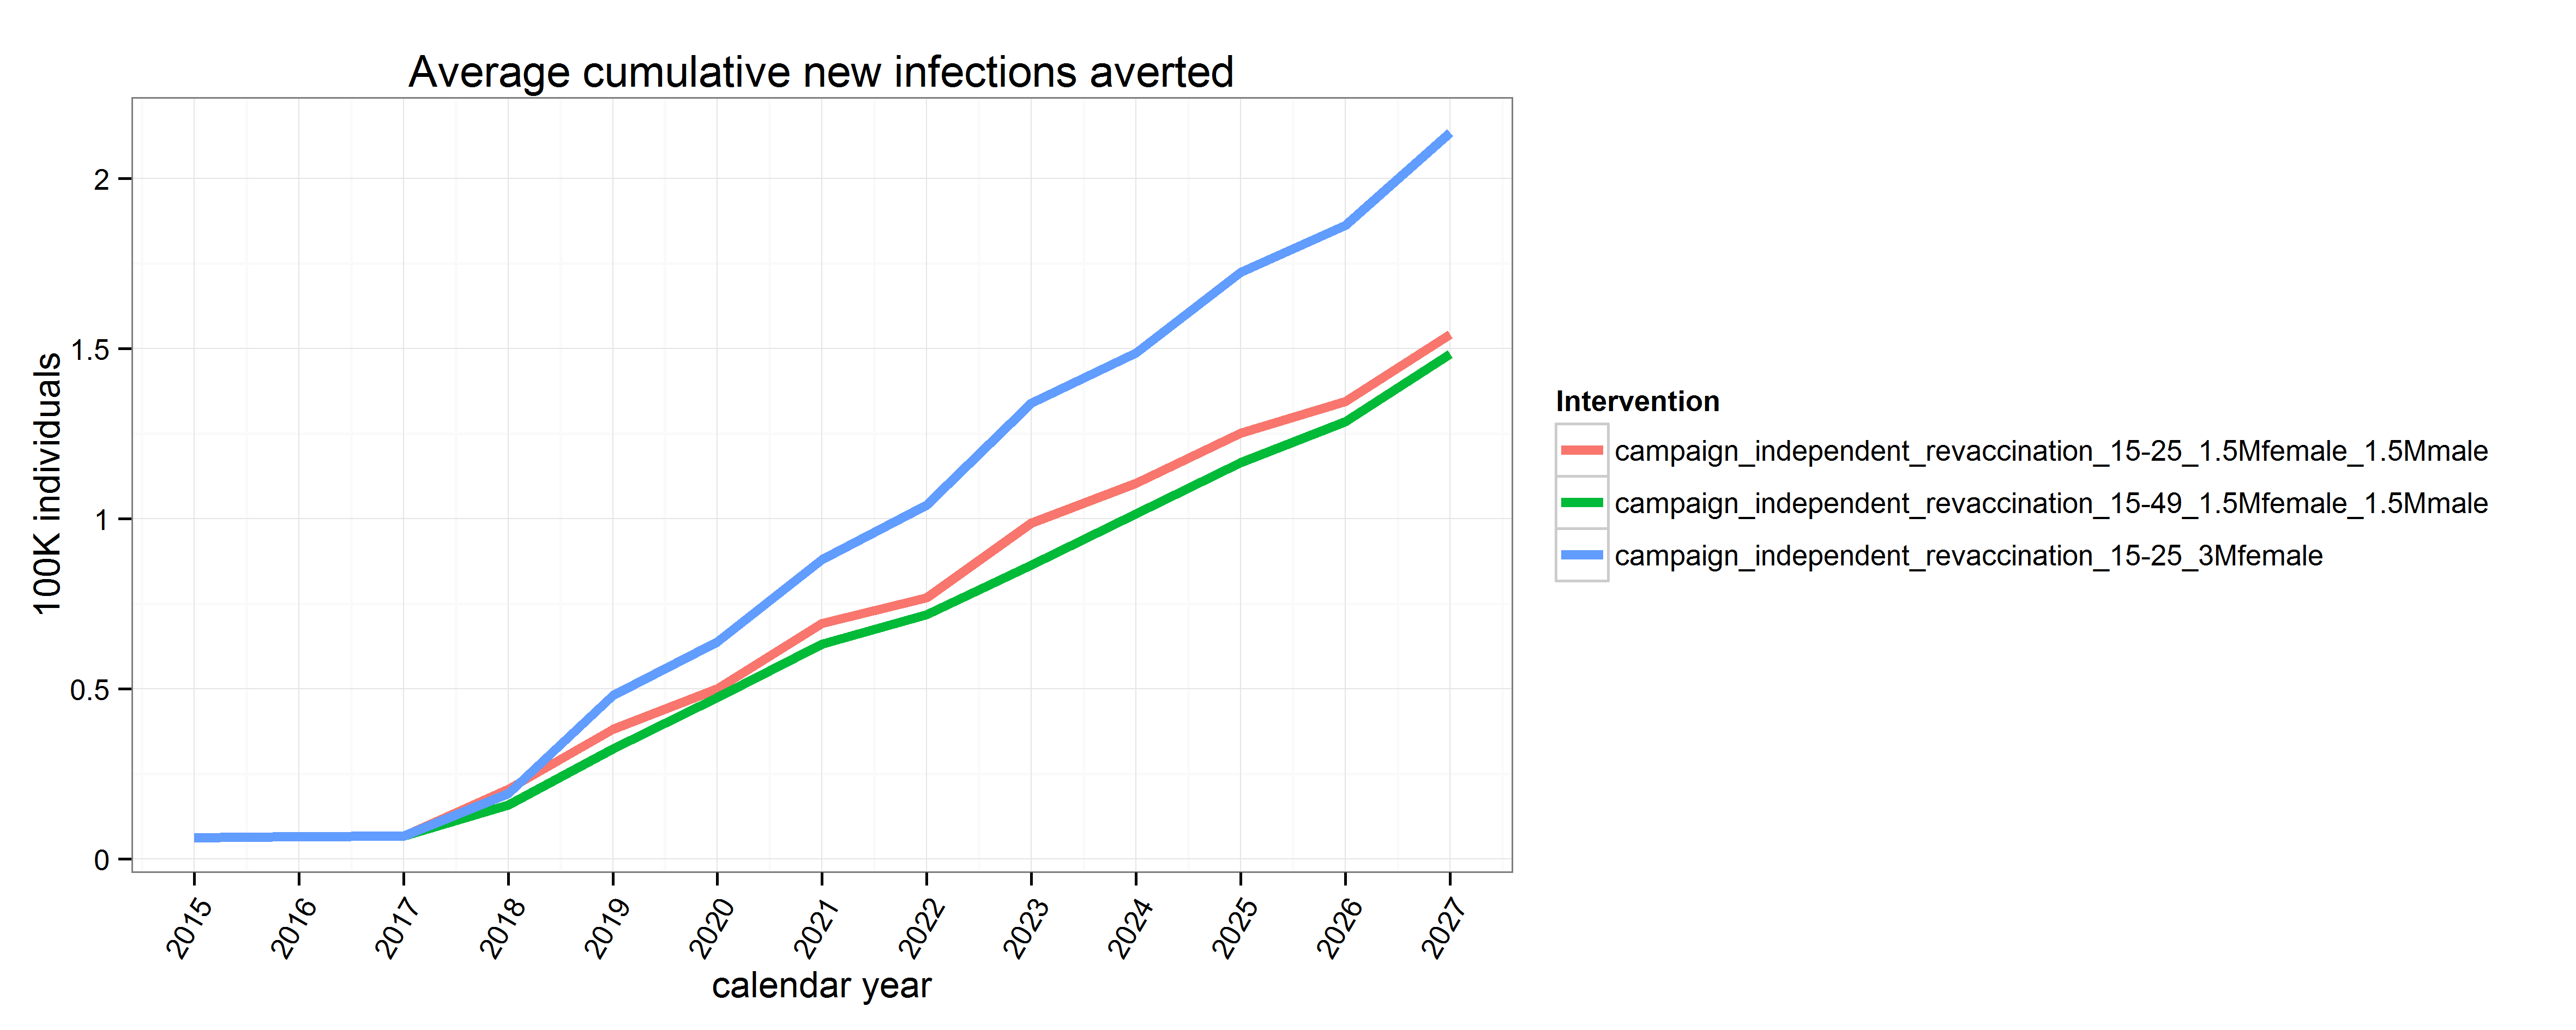 Average cumulative new infections averted
100K individuals
2
1.5
1
0.5
0
2015
2016
2017
2018
2019
2020
2021
2022
2023
2024
2025
2026
2027
calendar year
Intervention
campaign_independent_revaccination_15-25_1.5Mfemale_1.5Mmale
campaign_independent_revaccination_15-49_1.5Mfemale_1.5Mmale
campaign_independent_revaccination_15-25_3Mfemale